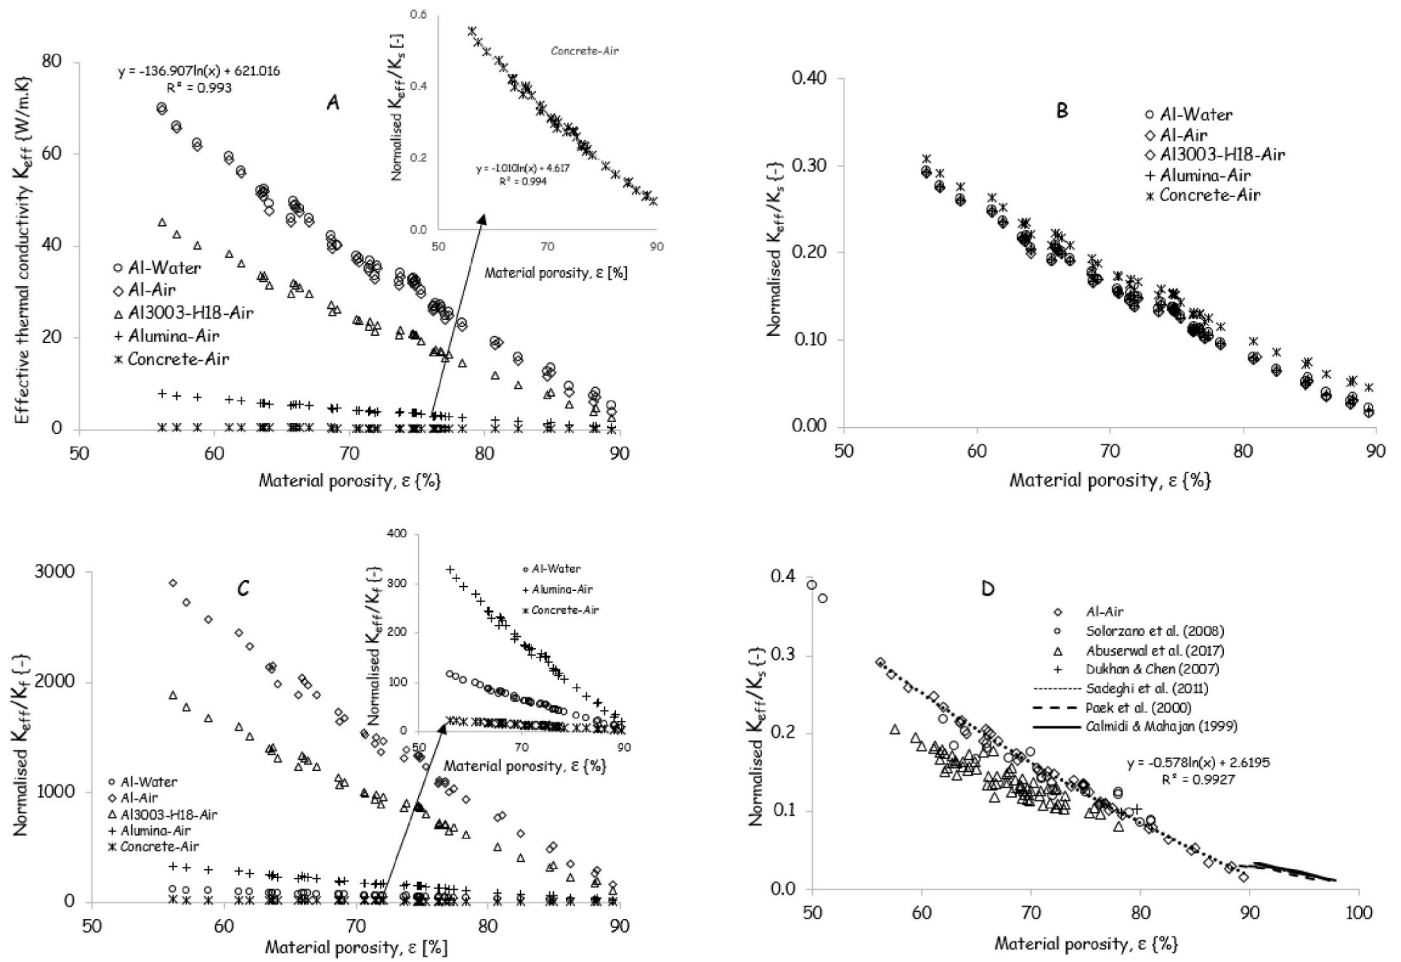 A
y = -136.907ln(x) + 621.016
R² = 0.993
Effective thermal conductivity Keff {W/m.K}
80
60
40
20
0
50
60
70
80
90
Material porosity, ε {%}
Al-Water
Al-Air
Al3003-H18-Air
Alumina-Air
Concrete-Air
Normalised Keff/Ks [-]
0.6
0.4
0.2
0.0
50
70
90
Concrete-Air
y = -1.010ln(x) + 4.617
R² = 0.994
Material porosity, ε [%]
B
Normalised Keff/Ks {-}
0.40
0.30
0.20
0.10
0.00
50
60
70
80
90
Material porosity, ε {%}
Al-Water
Al-Air
Al3003-H18-Air
Alumina-Air
Concrete-Air
C
Normalised Keff/Kf {-}
3000
2000
1000
0
50
60
70
80
90
Material porosity, ε [%]
Al-Water
Al-Air
Al3003-H18-Air
Alumina-Air
Concrete-Air
Normalised Keff/Kf {-}
400
300
200
100
0
50
70
90
Al-Water
Alumina-Air
Concrete-Air
Material porosity, ε {%}
D
Normalised Keff/Ks {-}
0.4
0.3
0.2
0.1
0.0
50
60
70
80
90
100
Material porosity, ε {%}
Al-Air
Solorzano et al. (2008)
Abuserwal et al. (2017)
Dukhan & Chen (2007)
Sadeghi et al. (2011)
Paek et al. (2000)
Calmidi & Mahajan (1999)
y = -0.578ln(x) + 2.6195
R² = 0.9927